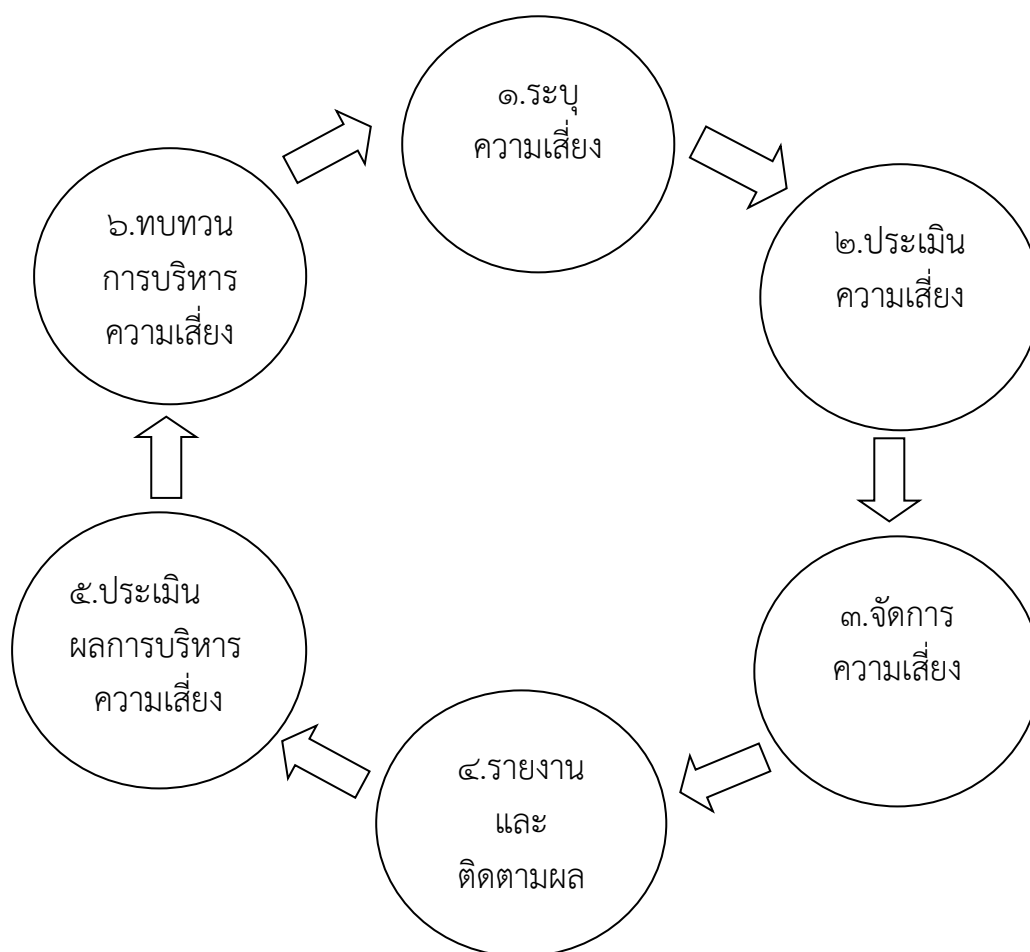 ๑.ระบุ
ความเสี่ยง
๒.ประเมิน
ความเสี่ยง
๓.จัดการ
ความเสี่ยง
๔.รายงาน
และ
ติดตามผล
๕.ประเมิน
ผลการบริหาร
ความเสี่ยง
๖.ทบทวน
การบริหาร
ความเสี่ยง